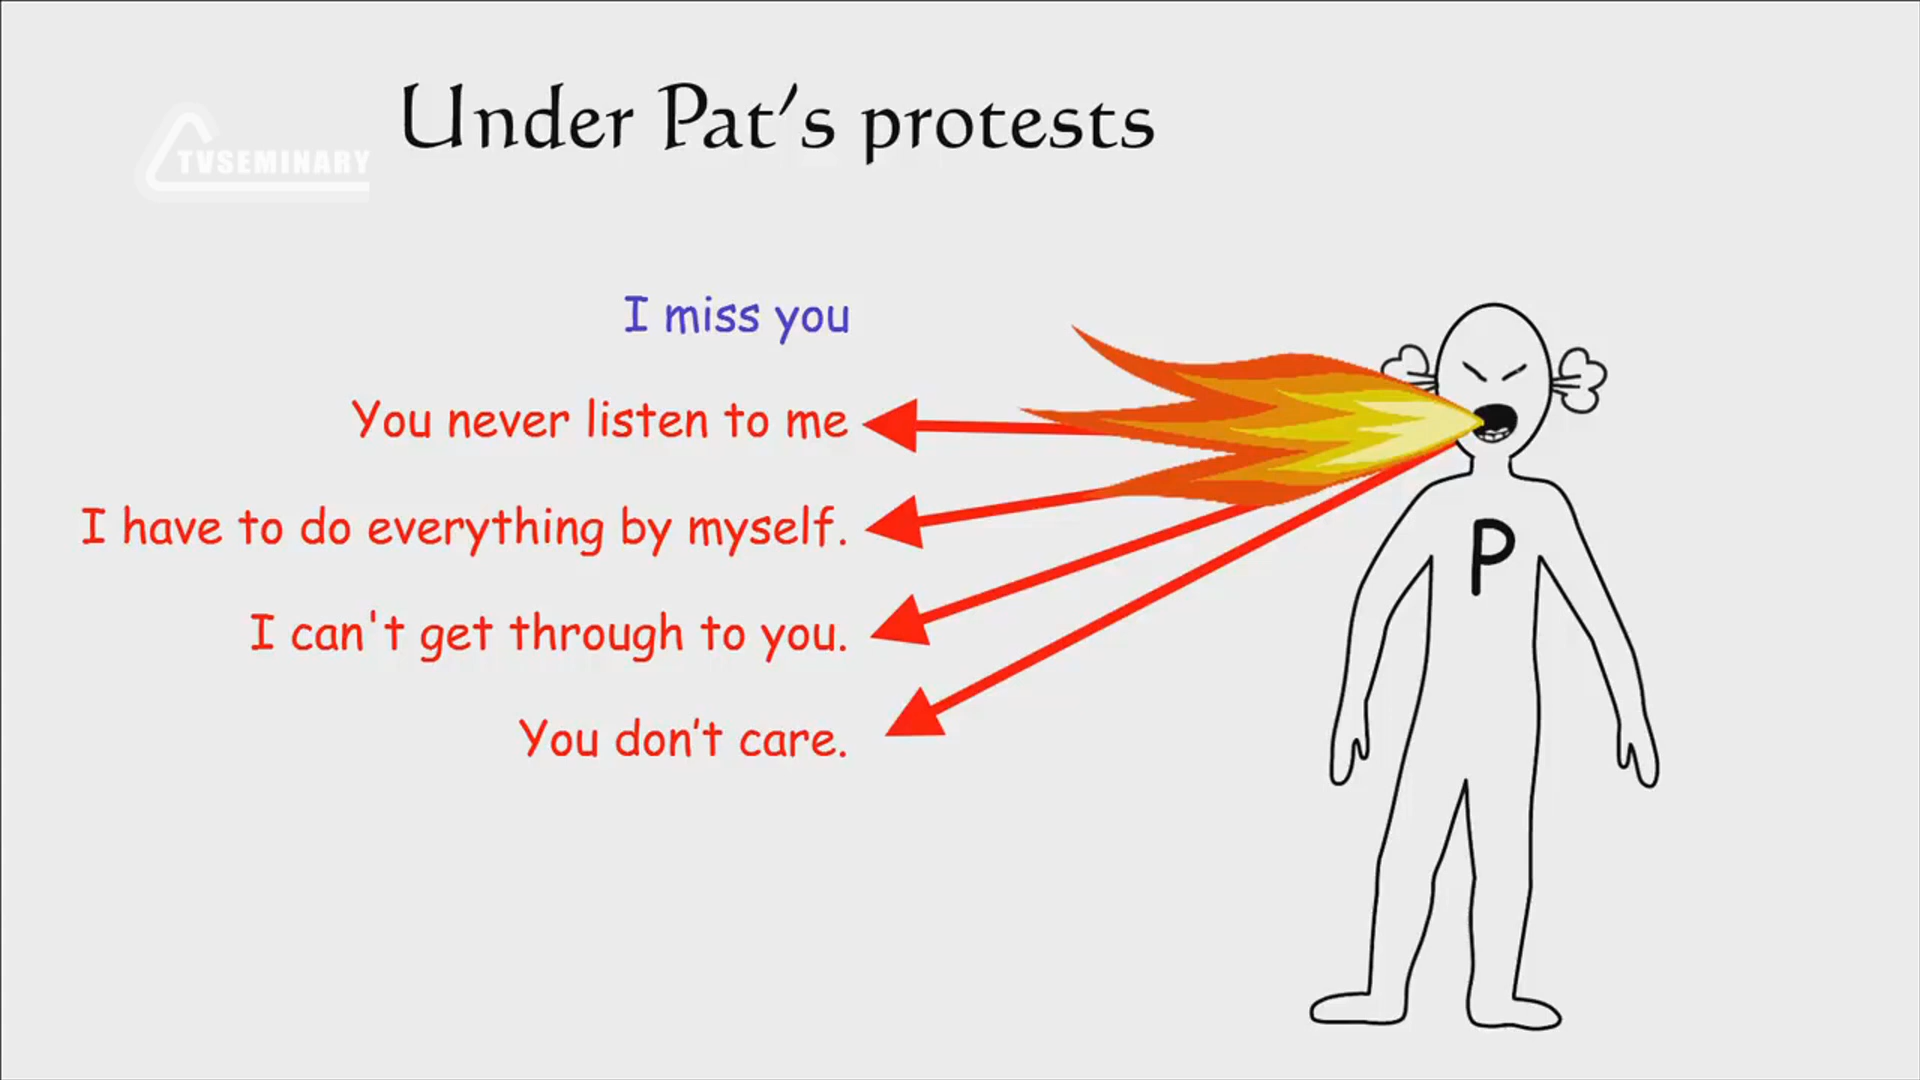 Under Pat's protests
TVSEMINARY
I miss you
You never listen to me
I have to do everything by myself.
I can't get through to you.
You don't care.
P